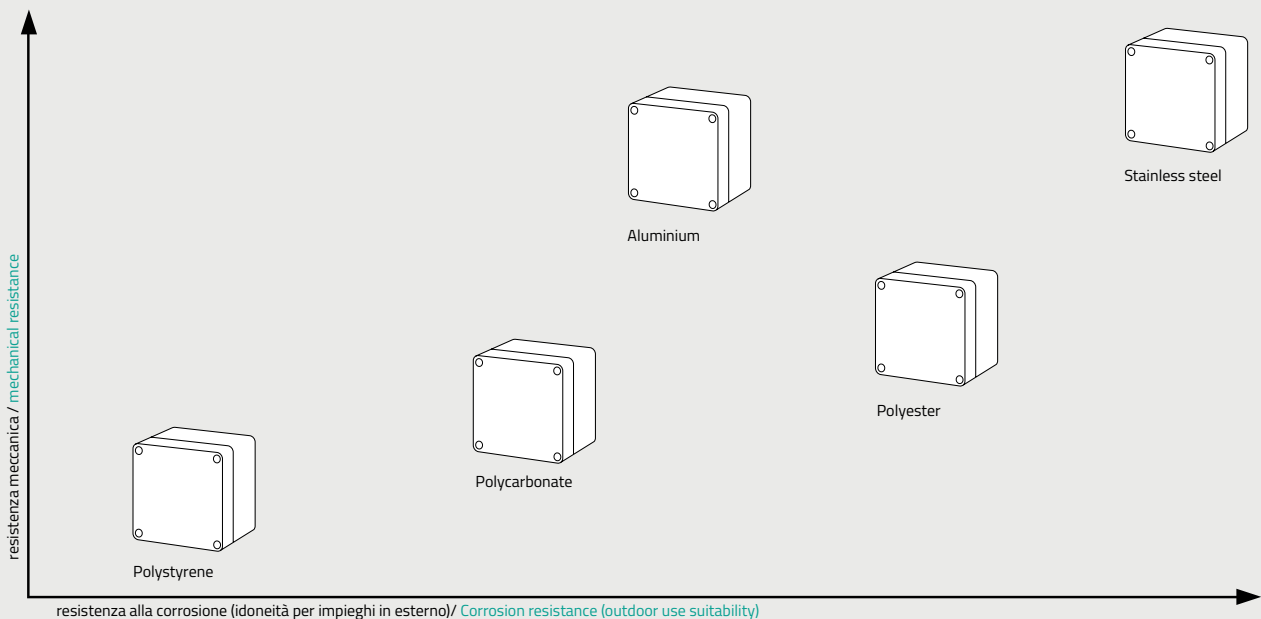 Stainless steel
Aluminium
Polyester
Polycarbonate
Polystyrene
resistenza meccanica / mechanical resistance
resistenza alla corrosione (idoneità per impieghi in esterno)/ Corrosion resistance (outdoor use suitability)